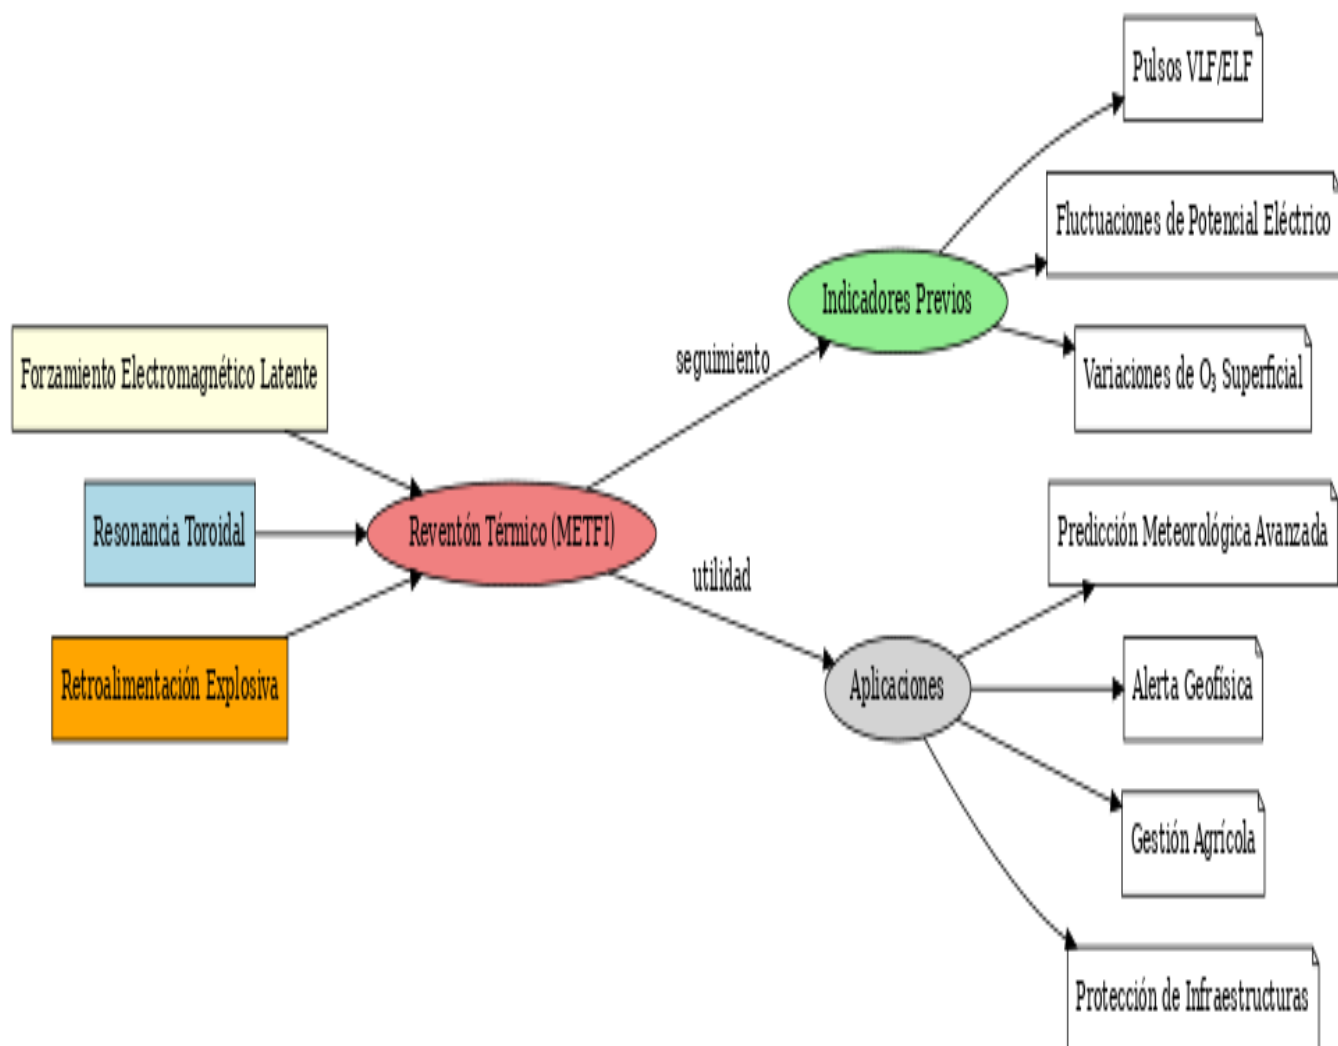 Pulsos VLF/ELF
Fluctuaciones de Potencial Eléctrico
Indicadores Previos
Variaciones de O₃ Superficial
seguimiento
Forzamiento Electromagnético Latente
Resonancia Toroidal
Reventón Térmico (METFI)
Predicción Meteorológica Avanzada
utilidad
Retroalimentación Explosiva
Aplicaciones
Alerta Geofísica
Gestión Agrícola
Protección de Infraestructuras